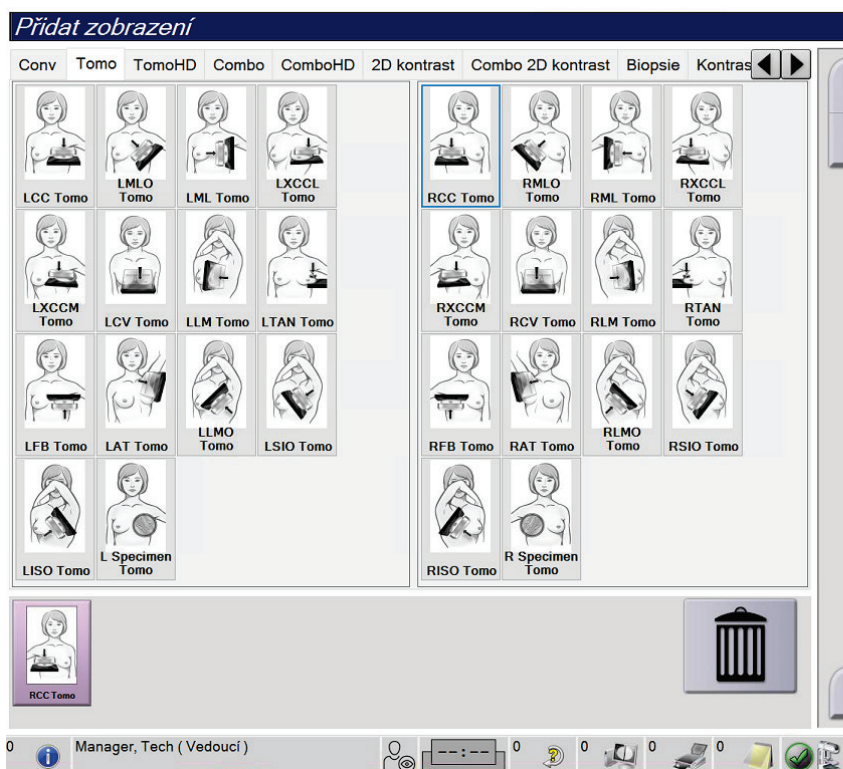 Přidat zobrazení
Conv Tomo TomoHD Combo ComboHD 2D kontrast Combo 2D kontrast Biopsie Kontras
LCC Tomo
LMLO
Tomo
LML Tomo
LXCCL
Tomo
RCC Tomo
RMLO
Tomo
RML Tomo
RXCCL
Tomo
LXCCM
Tomo
LCV Tomo
LLM Tomo
LTAN Tomo
RXCCM
Tomo
RCV Tomo
RLM Tomo
RTAN
Tomo
LFB Tomo
LAT Tomo
LLMO
Tomo
LSIO Tomo
RFB Tomo
RAT Tomo
RLMO
Tomo
RSIO Tomo
LISO Tomo
L Specimen
Tomo
RISO Tomo
R Specimen
Tomo
RCC Tomo
0 Manager, Tech ( Vedoucí ) --:-- 0 0 0 0